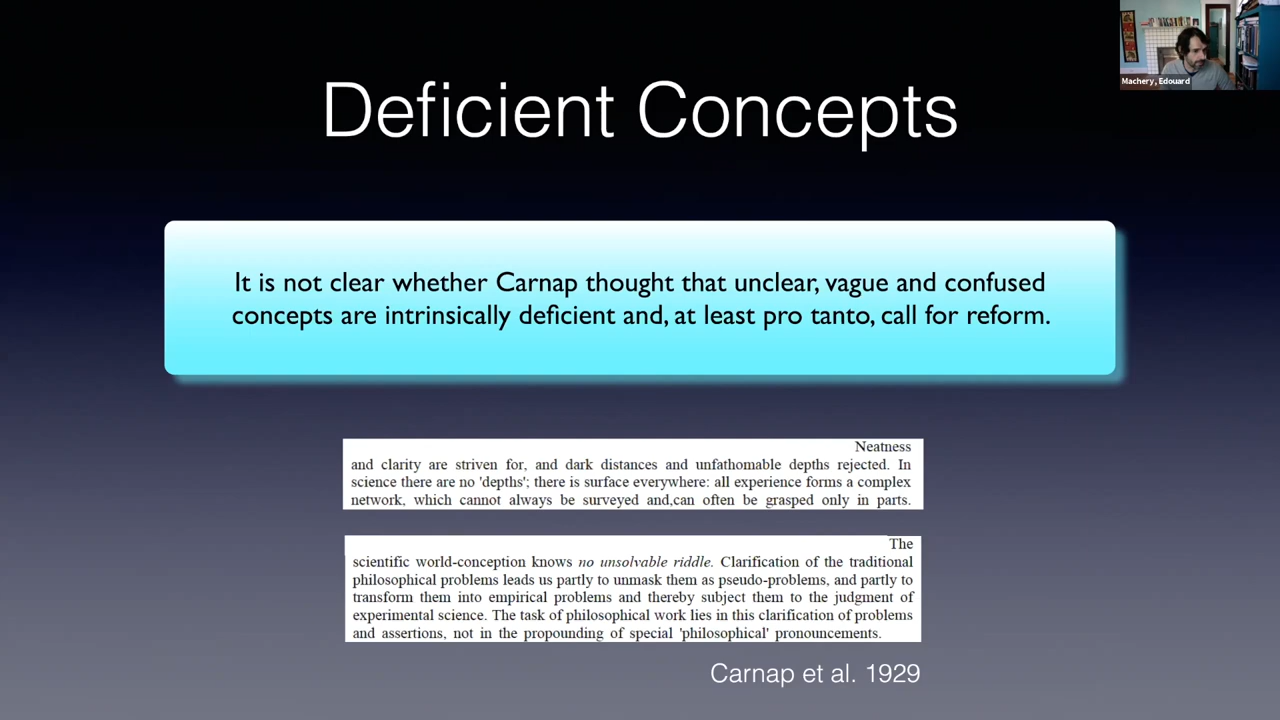 Machery, Edouard
Deficient Concepts
It is not clear whether Carnap thought that unclear, vague and confused
concepts are intrinsically deficient and, at least pro tanto, call for reform.
Neatness
and clarity are striven for, and dark distances and unfathomable depths rejected. In
science there are no 'depths'; there is surface everywhere: all experience forms a complex
network, which cannot always be surveyed and,can often be grasped only in parts.
The
scientific world-conception knows no unsolvable riddle. Clarification of the traditional
philosophical problems leads us partly to unmask them as pseudo-problems, and partly to
transform them into empirical problems and thereby subject them to the judgment of
experimental science. The task of philosophical work lies in this clarification of problems
and assertions, not in the propounding of special 'philosophical' pronouncements.
Carnap et al. 1929